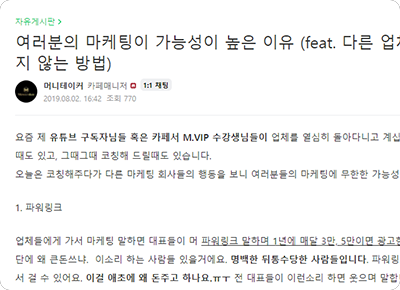 자유게시판 >
여러분의 마케팅이 가능성이 높은 이유 (feat. 다른 업
지 않는 방법)
머니테이커 카페매니저 1:1 채팅
2019.08.02. 16:42 조회 770
요즘 제 유튜브 구독자님들 혹은 카페서 M.VIP 수강생님들이 업체를 열심히 돌아다니고 계십
때도 있고, 그때그때 코칭해 드릴때도 있습니다.
오늘은 코칭해주다가 다른 마케팅 회사들의 행동을 보니 여러분들의 마케팅에 무한한 가능성
1. 파워링크
업체들에게 가서 마케팅 말하면 대표들이 머 파워링크 말하며 1년에 매달 3만, 5만이면 광고한
단에 왜 큰돈쓰냐. 이소리 하는 사람들 있을거에요. 명백한 뒤통수당한 사람들입니다. 파워링
서 걸 수 있어요. 이걸 애초에 왜 돈주고 하나요.ㅠㅜ 전 대표들이 이런소리 하면 웃으며 말합